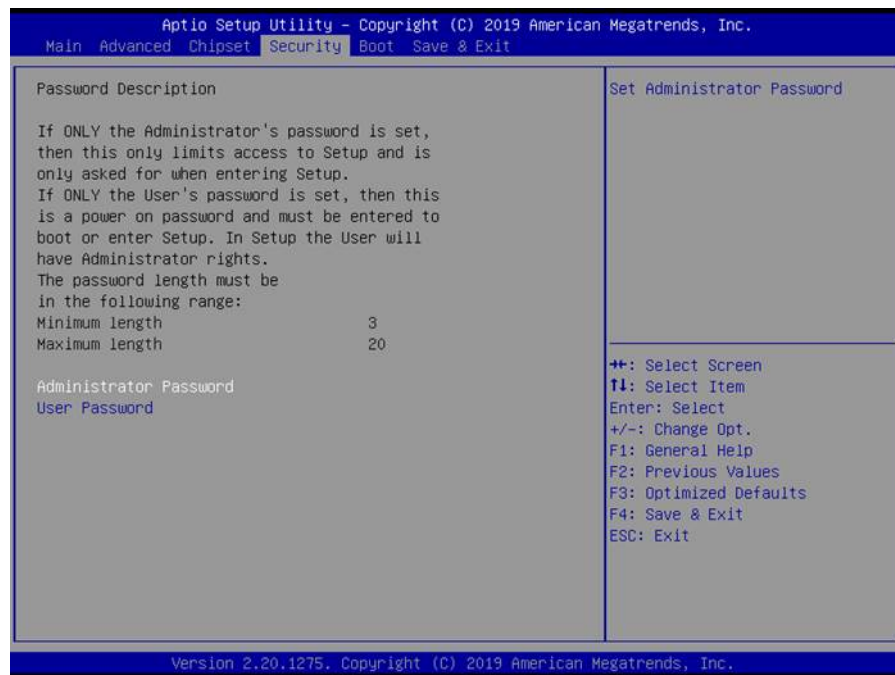 Aptio Setup Utility – Copyright (C) 2019 American Megatrends, Inc.
Main Advanced Chipset Security Boot Save & Exit
Password Description
If ONLY the Administrator's password is set,
then this only limits access to Setup and is
only asked for when entering Setup.
If ONLY the User's password is set, then this
is a power on password and must be entered to
boot or enter Setup. In Setup the User will
have Administrator rights.
The password length must be
in the following range:
Minimum length 3
Maximum length 20
Administrator Password
User Password
Set Administrator Password
→←: Select Screen
↑↓: Select Item
Enter: Select
+/-: Change Opt.
F1: General Help
F2: Previous Values
F3: Optimized Defaults
F4: Save & Exit
ESC: Exit
Version 2.20.1275. Copyright (C) 2019 American Megatrends, Inc.